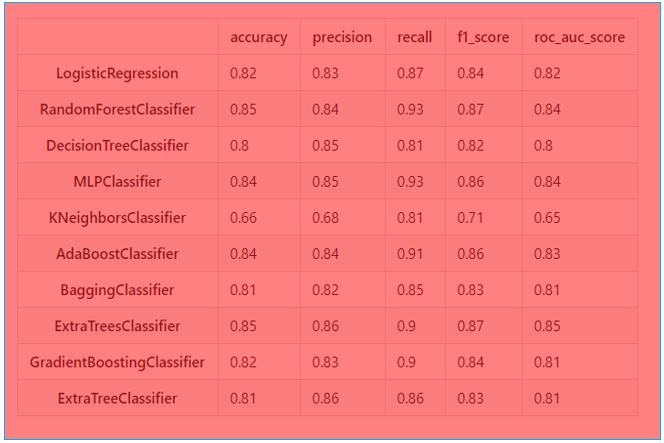 accuracy precision recall f1_score roc_auc_score
LogisticRegression 0.82 0.83 0.87 0.84 0.82
RandomForestClassifier 0.85 0.84 0.93 0.87 0.84
DecisionTreeClassifier 0.8 0.85 0.81 0.82 0.8
MLPClassifier 0.84 0.85 0.93 0.86 0.84
KNeighborsClassifier 0.66 0.68 0.81 0.71 0.65
AdaBoostClassifier 0.84 0.84 0.91 0.86 0.83
BaggingClassifier 0.81 0.82 0.85 0.83 0.81
ExtraTreesClassifier 0.85 0.86 0.9 0.87 0.85
GradientBoostingClassifier 0.82 0.83 0.9 0.84 0.81
ExtraTreeClassifier 0.81 0.86 0.86 0.83 0.81